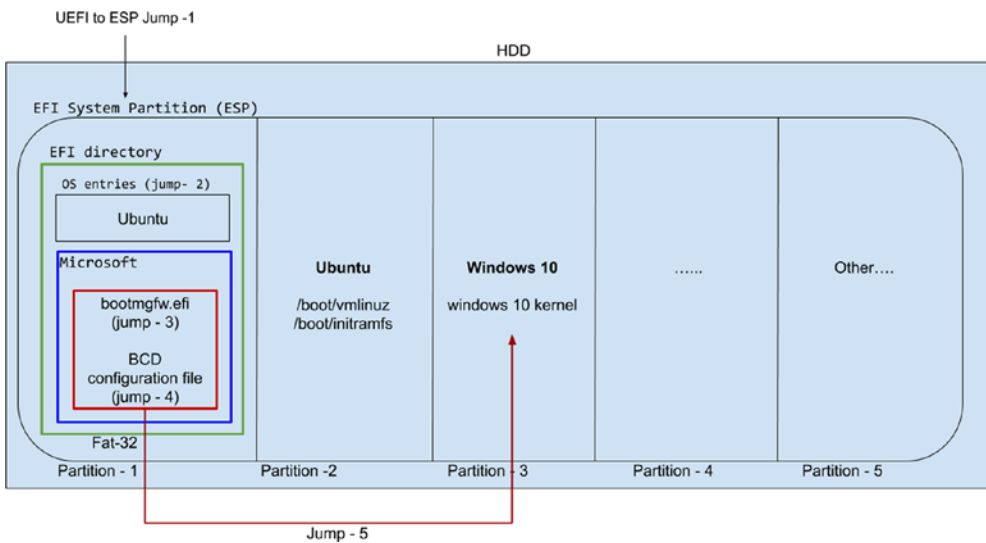 UEFI to ESP Jump -1
HDD
EFI System Partition (ESP)
EFI directory
OS entries (jump- 2)
Ubuntu
Microsoft
bootmgfw.efi
(jump - 3)
BCD
configuration file
(jump - 4)
Fat-32
Ubuntu
/boot/vmlinuz
/boot/initramfs
Windows 10
windows 10 kernel
......
Other....
Partition - 1
Partition -2
Partition - 3
Partition - 4
Partition - 5
Jump - 5